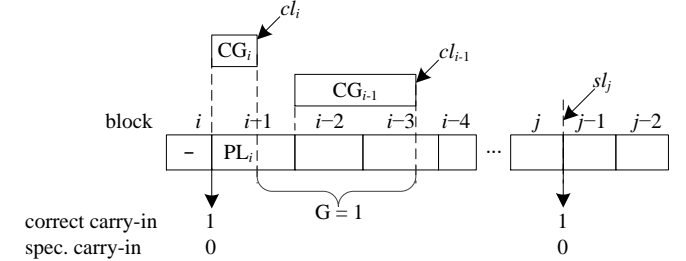 cl_i
CG_i
cl_{i-1}
CG_{i-1}
sl_j
block i i−1 i−2 i−3 i−4 j j−1 j−2
− PL_i ...
G = 1
correct carry-in 1 1
spec. carry-in 0 0